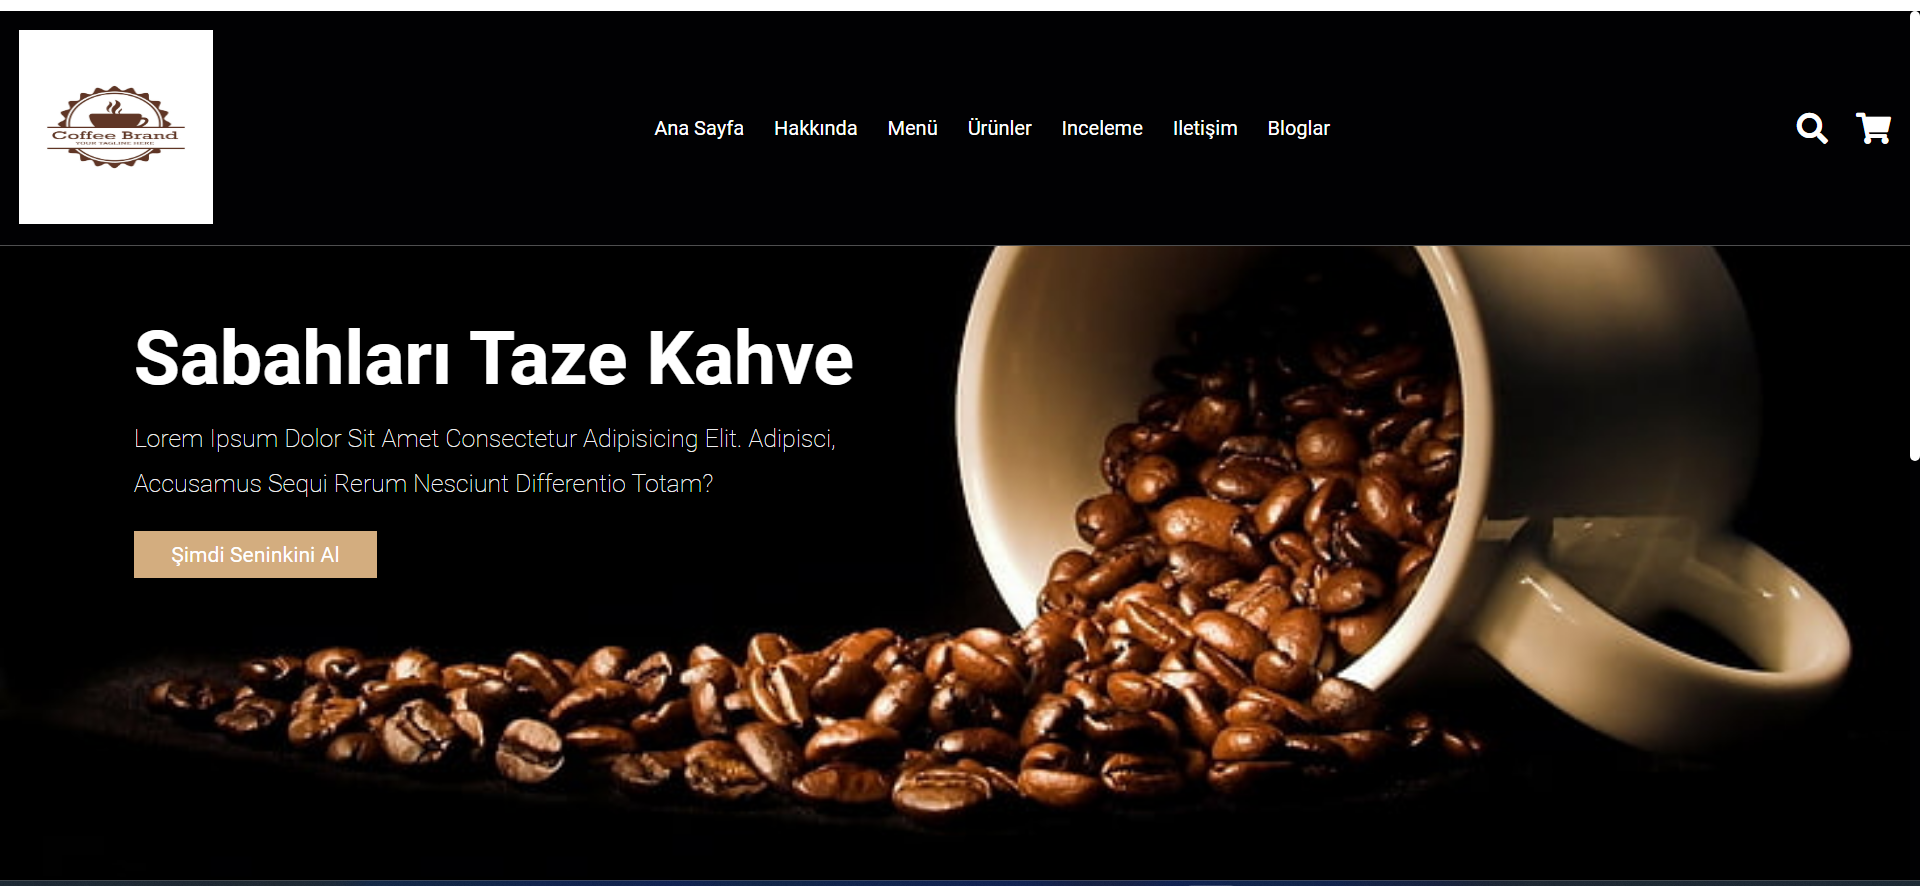 Coffee Brand
YOUR TAGLINE HERE
Ana Sayfa Hakkında Menü Ürünler Inceleme Iletişim Bloglar
Sabahları Taze Kahve
Lorem Ipsum Dolor Sit Amet Consectetur Adipisicing Elit. Adipisci,
Accusamus Sequi Rerum Nesciunt Differentio Totam?
Şimdi Seninkini Al